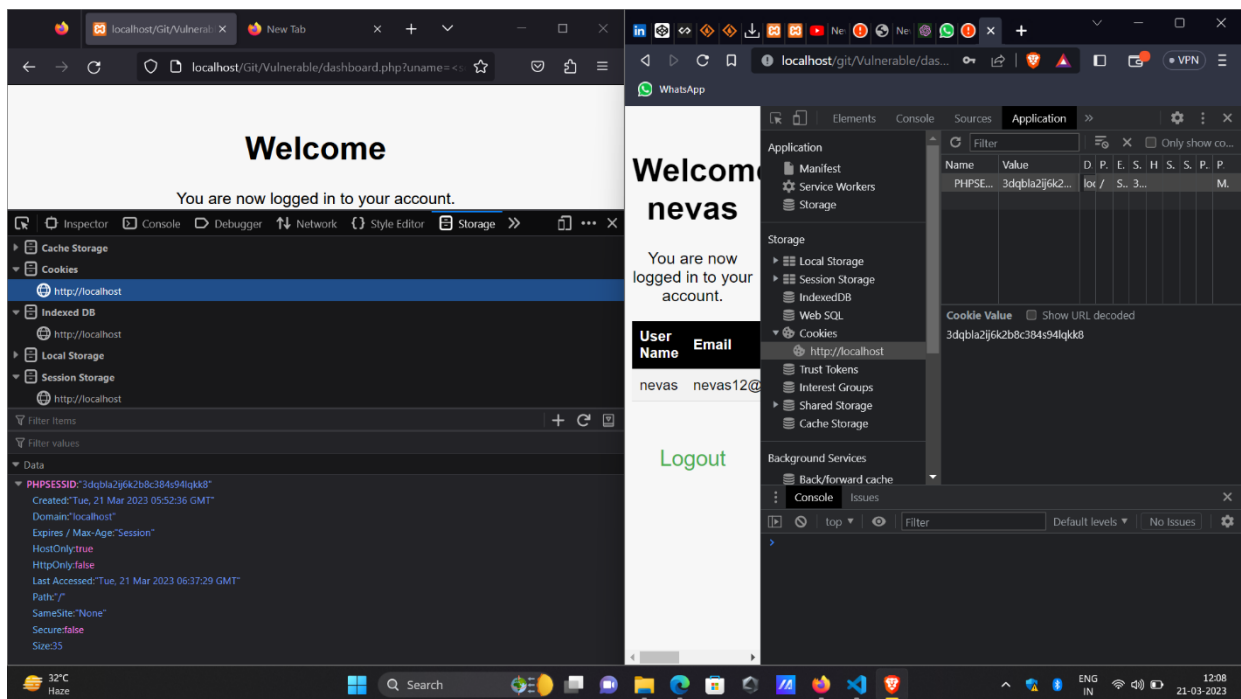 localhost/Git/Vulneral
New Tab
localhost/Git/Vulnerable/dashboard.php?uname=<s
Welcome
You are now logged in to your account.
Inspector Console Debugger Network {} Style Editor Storage
Cache Storage
Cookies
http://localhost
Indexed DB
http://localhost
Local Storage
Session Storage
http://localhost
Filter Items
Filter values
Data
PHPSESSID:"3dqbla2ij6k2b8c384s94lqkk8"
Created:"Tue, 21 Mar 2023 05:52:36 GMT"
Domain:"localhost"
Expires / Max-Age:"Session"
HostOnly:true
HttpOnly:false
Last Accessed:"Tue, 21 Mar 2023 06:37:29 GMT"
Path:"/"
SameSite:"None"
Secure:false
Size:35
Ne Ne
localhost/git/Vulnerable/das... VPN
WhatsApp
Welcome
nevas
You are now
logged in to your
account.
User Name Email
nevas nevas12@
Logout
Elements Console Sources Application
Application
Manifest
Service Workers
Storage
Storage
Local Storage
Session Storage
IndexedDB
Web SQL
Cookies
http://localhost
Trust Tokens
Interest Groups
Shared Storage
Cache Storage
Background Services
Back/forward cache
Filter Only show co...
Name Value D P. E. S. H S. S. P. P
PHPSE... 3dqbla2ij6k2... loc / S.. 3... M.
Cookie Value Show URL decoded
3dqbla2ij6k2b8c384s94lqkk8
Console Issues
top Filter Default levels No Issues
32°C
Haze
Search
ENG
IN
12:08
21-03-2023